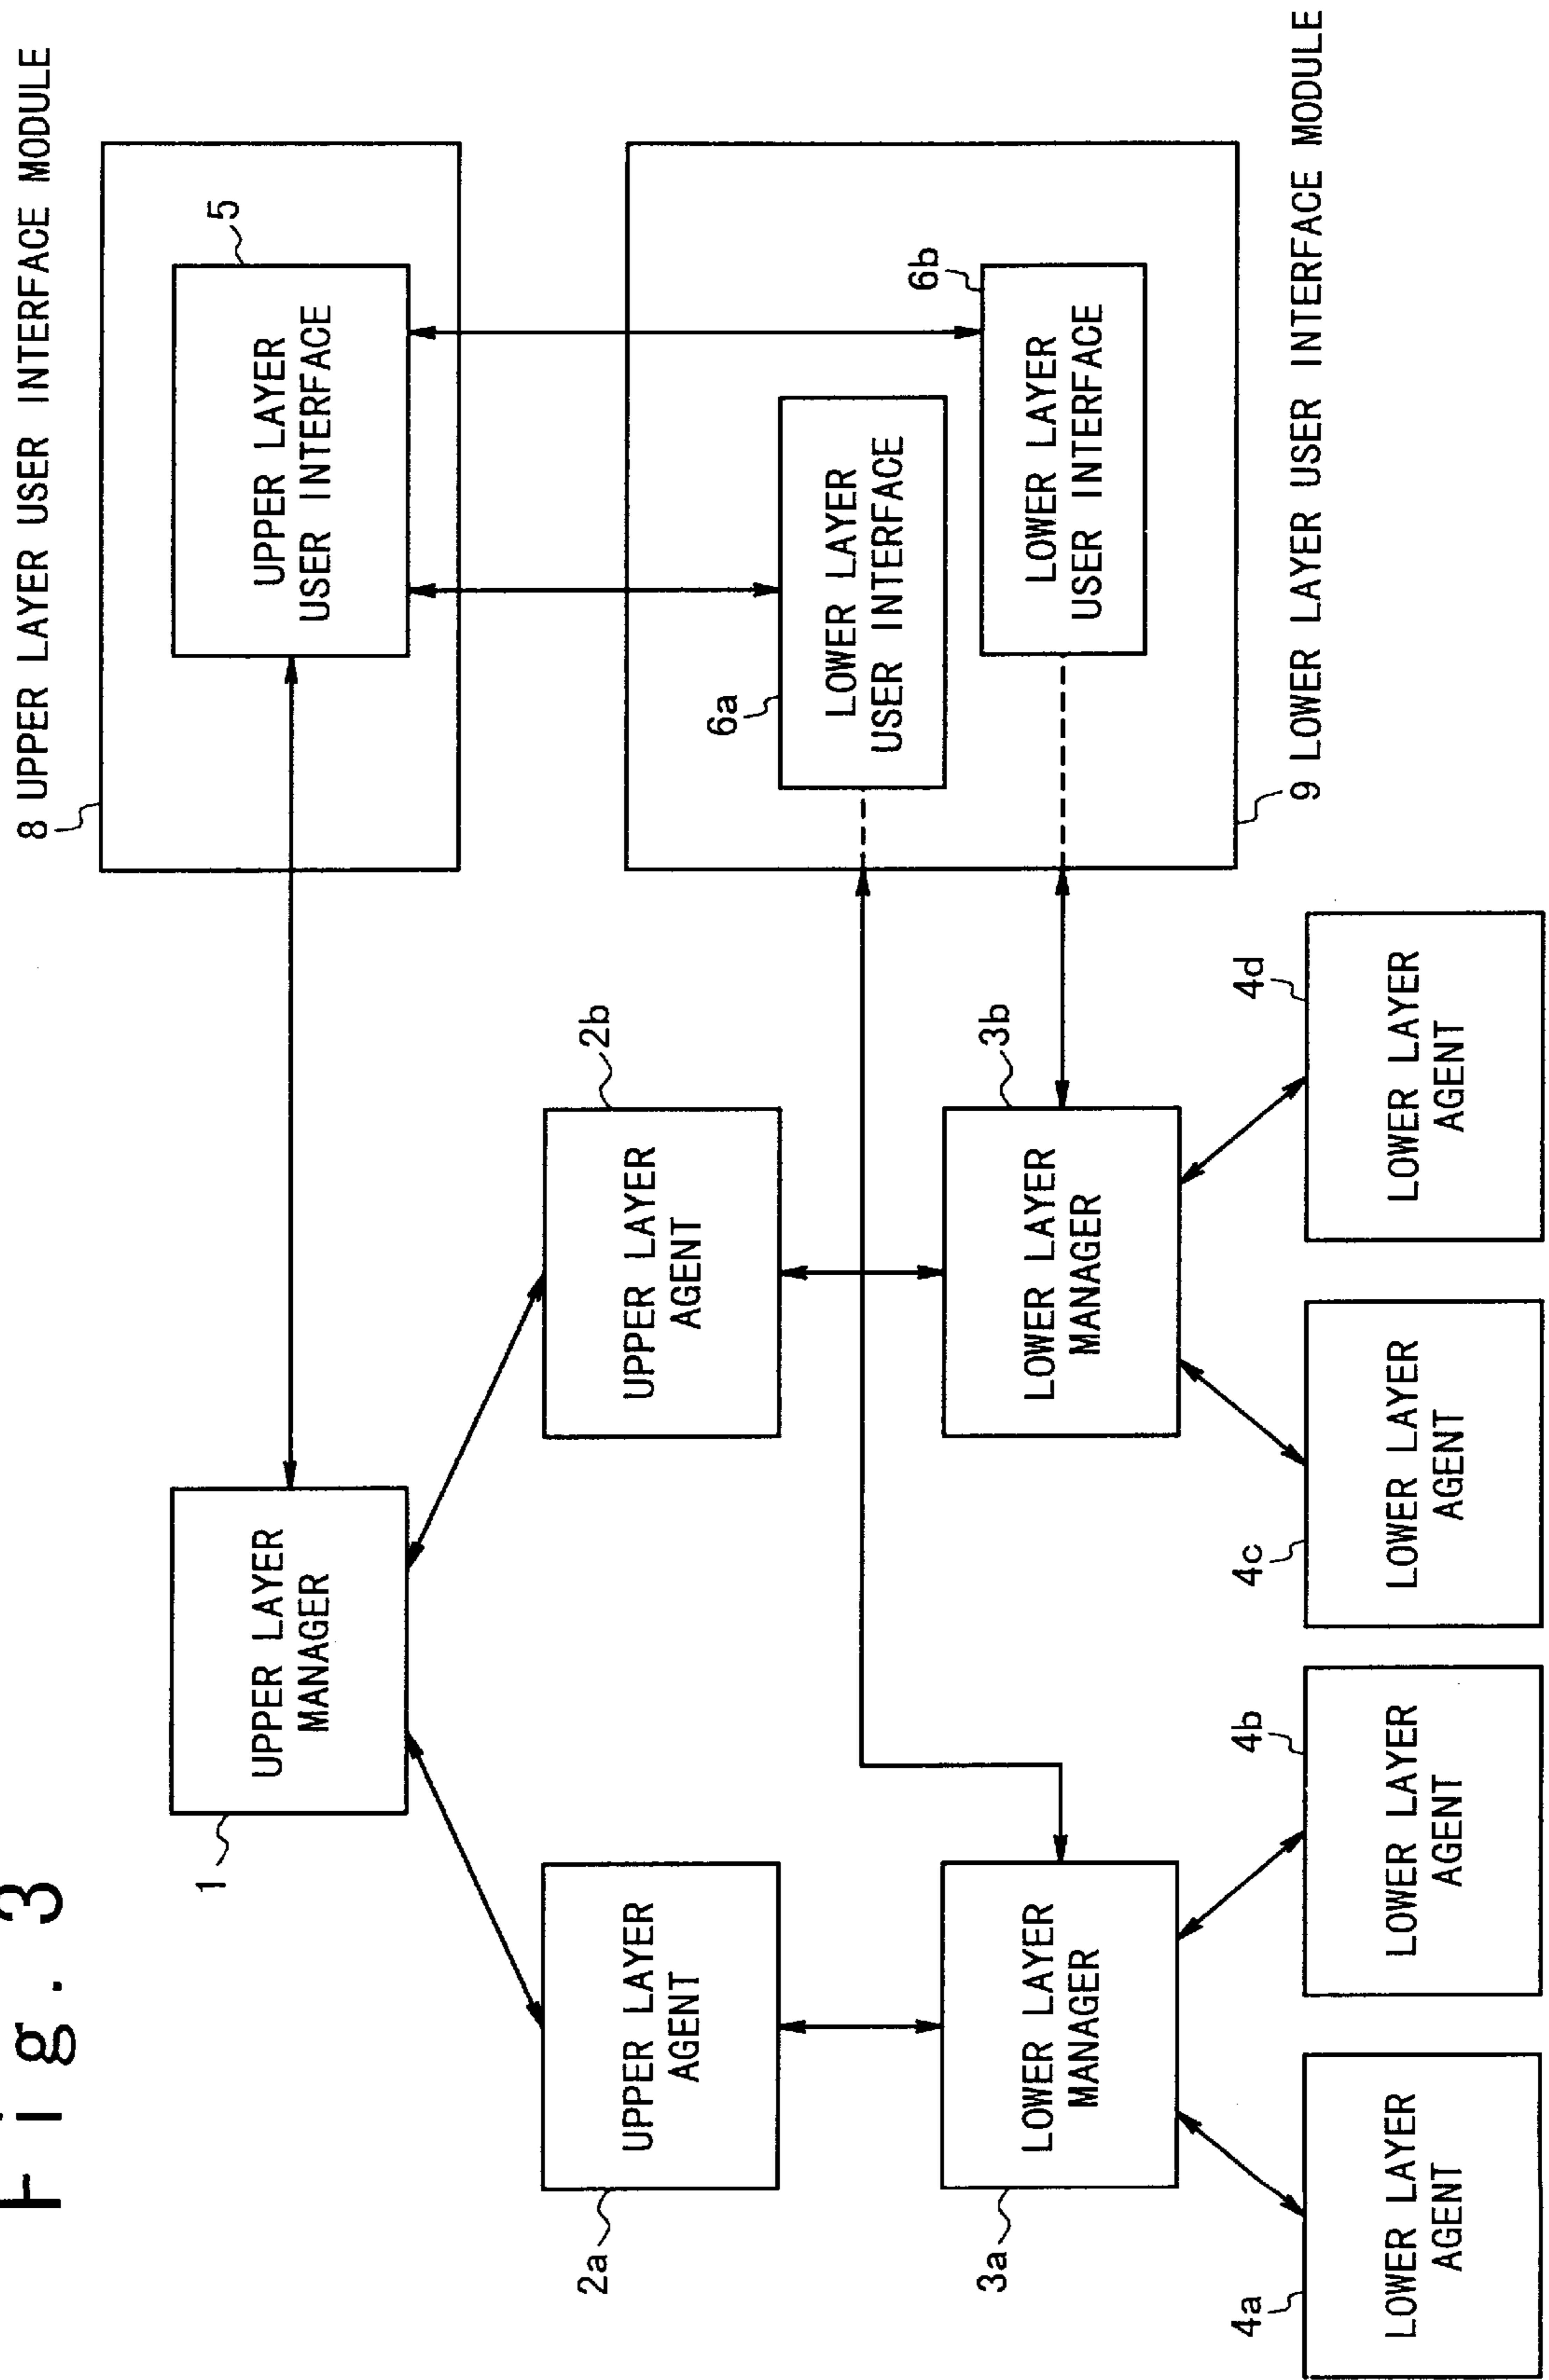 Fig. 3
8 UPPER LAYER USER INTERFACE MODULE
5
UPPER LAYER
USER INTERFACE
1
UPPER LAYER
MANAGER
2a
UPPER LAYER
AGENT
2b
UPPER LAYER
AGENT
6a
LOWER LAYER
USER INTERFACE
6b
LOWER LAYER
USER INTERFACE
3a
LOWER LAYER
MANAGER
3b
LOWER LAYER
MANAGER
9 LOWER LAYER USER INTERFACE MODULE
4a
LOWER LAYER
AGENT
4b
LOWER LAYER
AGENT
4c
LOWER LAYER
AGENT
4d
LOWER LAYER
AGENT